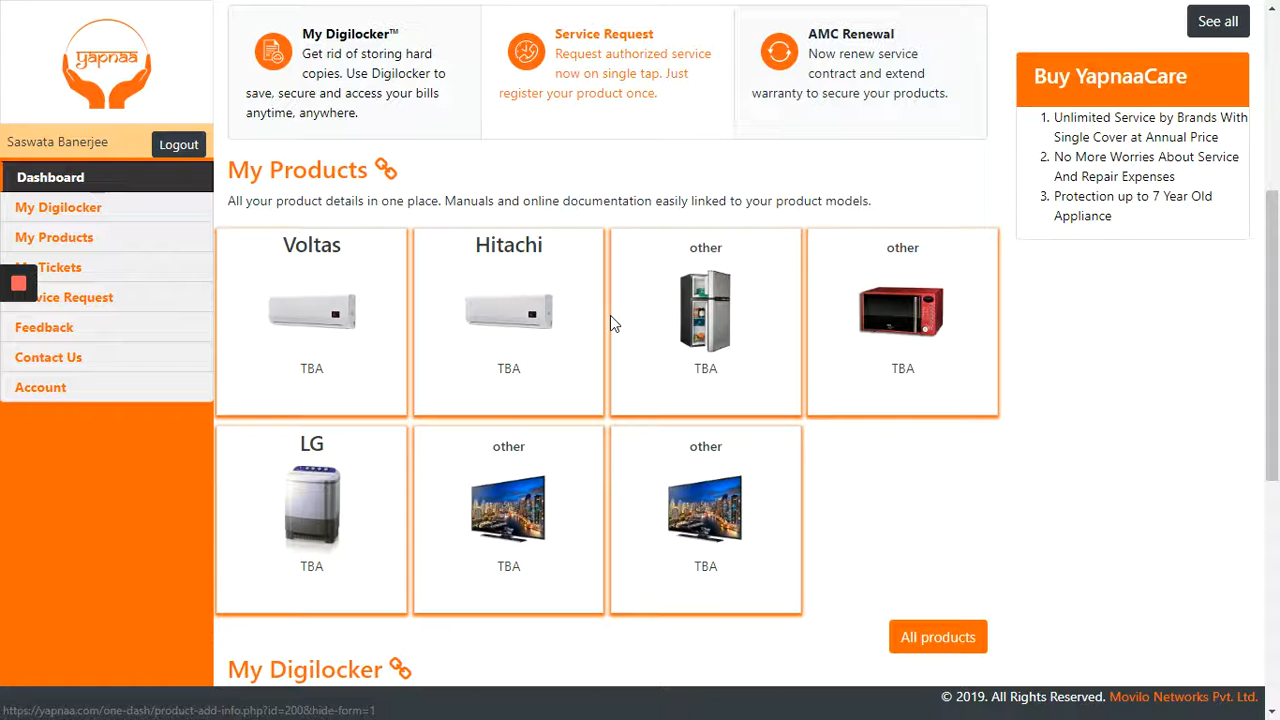 yapnaa
Saswata Banerjee
Logout
Dashboard
My Digilocker
My Products
Tickets
vice Request
Feedback
Contact Us
Account
My Digilocker™
Get rid of storing hard
copies. Use Digilocker to
save, secure and access your bills
anytime, anywhere.
Service Request
Request authorized service
now on single tap. Just
register your product once.
AMC Renewal
Now renew service
contract and extend
warranty to secure your products.
See all
Buy YapnaaCare
1. Unlimited Service by Brands With
Single Cover at Annual Price
2. No More Worries About Service
And Repair Expenses
3. Protection up to 7 Year Old
Appliance
My Products
All your product details in one place. Manuals and online documentation easily linked to your product models.
Voltas
TBA
Hitachi
TBA
other
TBA
other
TBA
LG
TBA
other
TBA
other
TBA
All products
My Digilocker
© 2019. All Rights Reserved. Movilo Networks Pvt. Ltd.
https://yapnaa.com/one-dash/product-add-info.php?id=2008&hide-form=1